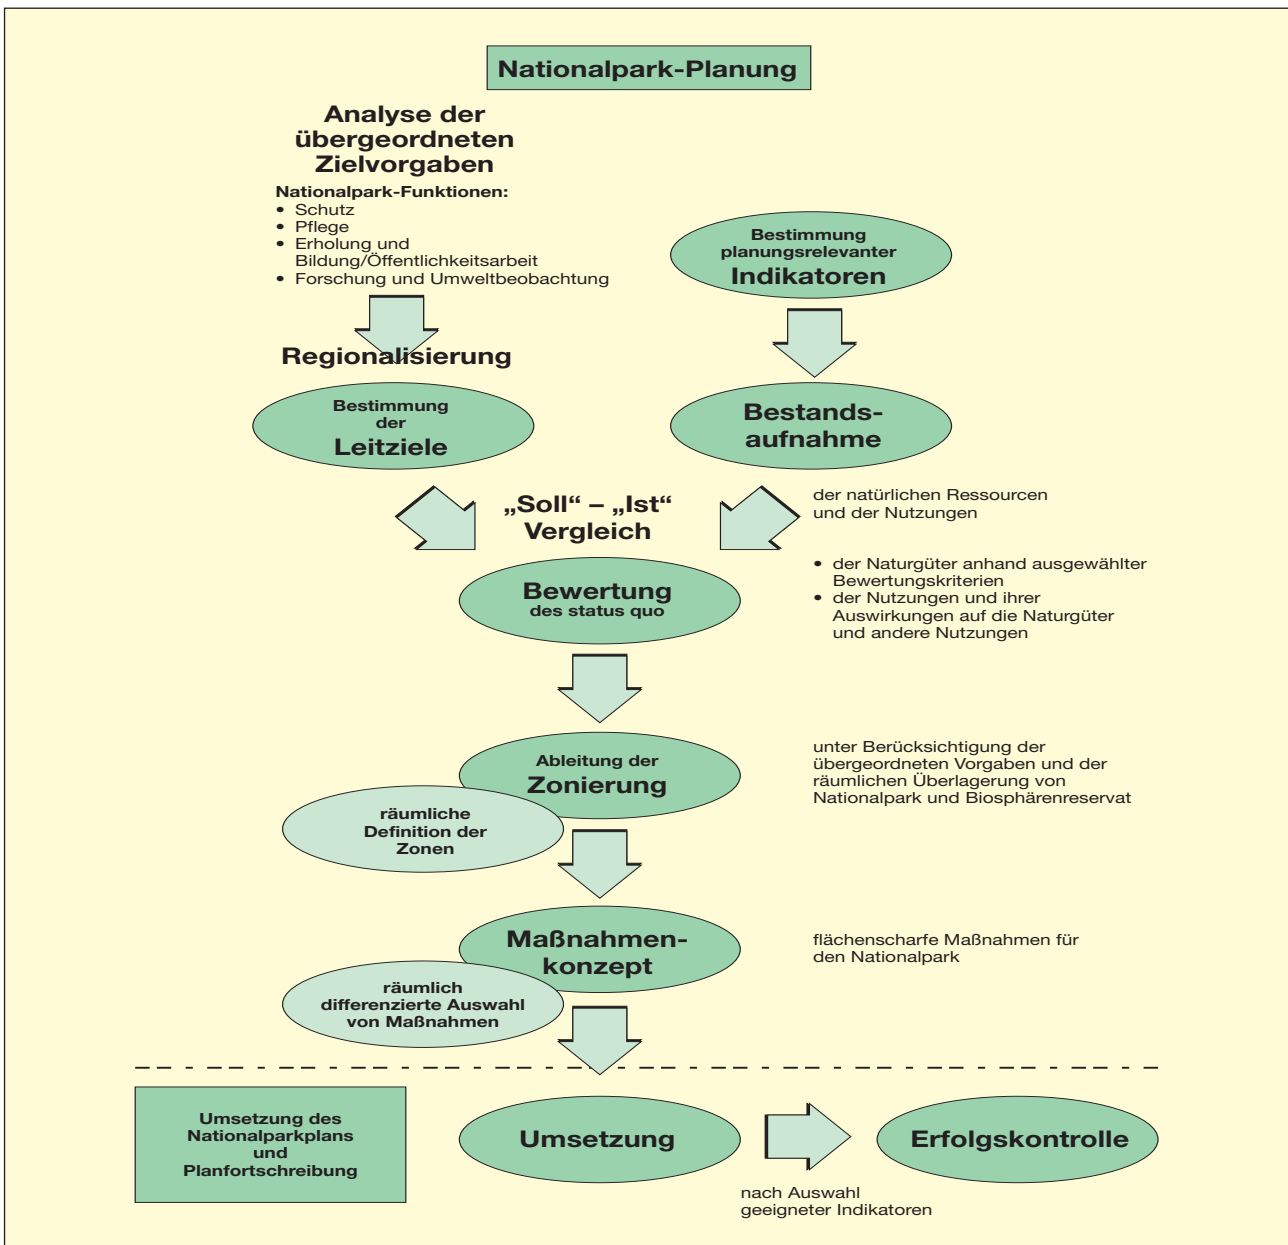 Nationalpark-Planung
Analyse der
übergeordneten
Zielvorgaben
Nationalpark-Funktionen:
• Schutz
• Pflege
• Erholung und
Bildung/Öffentlichkeitsarbeit
• Forschung und Umweltbeobachtung
Bestimmung
planungsrelevanter
Indikatoren
Regionalisierung
Bestimmung
der
Leitziele
Bestands-
aufnahme
„Soll“ – „Ist“
Vergleich
der natürlichen Ressourcen
und der Nutzungen
Bewertung
des status quo
• der Naturgüter anhand ausgewählter
Bewertungskriterien
• der Nutzungen und ihrer
Auswirkungen auf die Naturgüter
und andere Nutzungen
Ableitung der
Zonierung
unter Berücksichtigung der
übergeordneten Vorgaben und der
räumlichen Überlagerung von
Nationalpark und Biosphärenreservat
räumliche
Definition der
Zonen
Maßnahmen-
konzept
flächenscharfe Maßnahmen für
den Nationalpark
räumlich
differenzierte Auswahl
von Maßnahmen
Umsetzung des
Nationalparkplans
und
Planfortschreibung
Umsetzung
Erfolgskontrolle
nach Auswahl
geeigneter Indikatoren